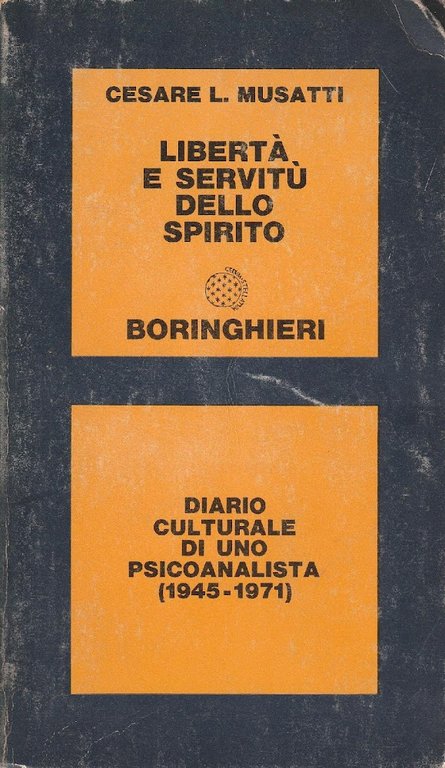 CESARE L. MUSATTI
LIBERTÀ
E SERVITÙ
DELLO
SPIRITO
BORINGHIERI
DIARIO
CULTURALE
DI UNO
PSICOANALISTA
(1945-1971)